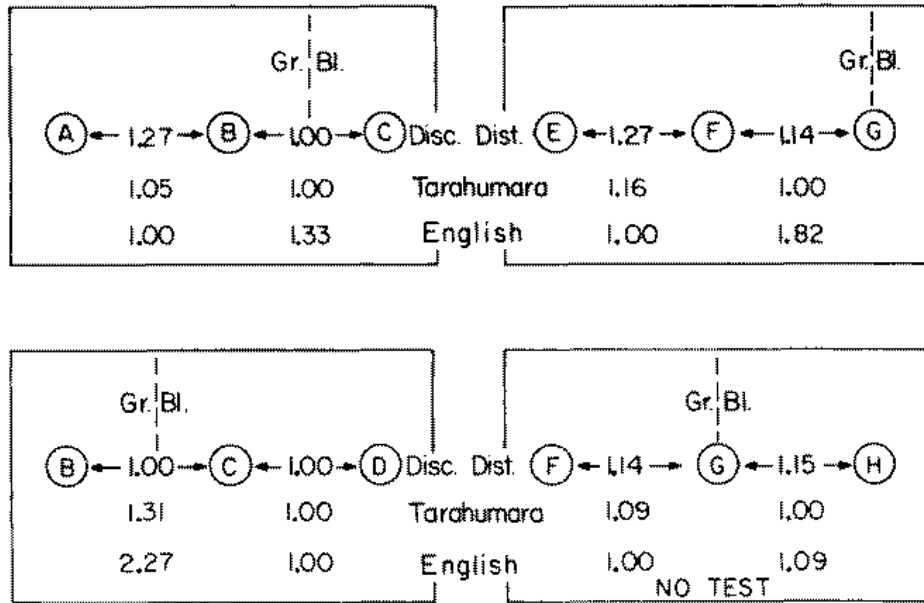 Gr. Bl. Gr. Bl.
A 1.27 B 1.00 C Disc. Dist. E 1.27 F 1.14 G
1.05 1.00 Tarahumara 1.16 1.00
1.00 1.33 English 1.00 1.82
Gr. Bl. Gr. Bl.
B 1.00 C 1.00 D Disc. Dist. F 1.14 G 1.15 H
1.31 1.00 Tarahumara 1.09 1.00
2.27 1.00 English 1.00 1.09
NO TEST